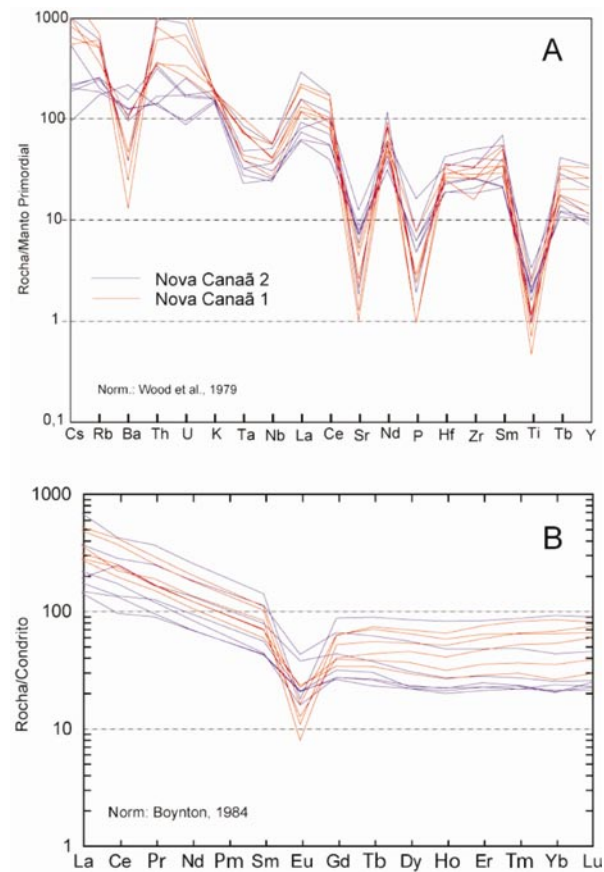 A
1000
100
10
1
0,1
Rocha/Manto Primordial
Nova Canaã 2
Nova Canaã 1
Norm.: Wood et al., 1979
Cs Rb Ba Th U K Ta Nb La Ce Sr Nd P Hf Zr Sm Ti Tb Y
B
1000
100
10
1
Rocha/Condrito
Norm: Boynton, 1984
La Ce Pr Nd Pm Sm Eu Gd Tb Dy Ho Er Tm Yb Lu